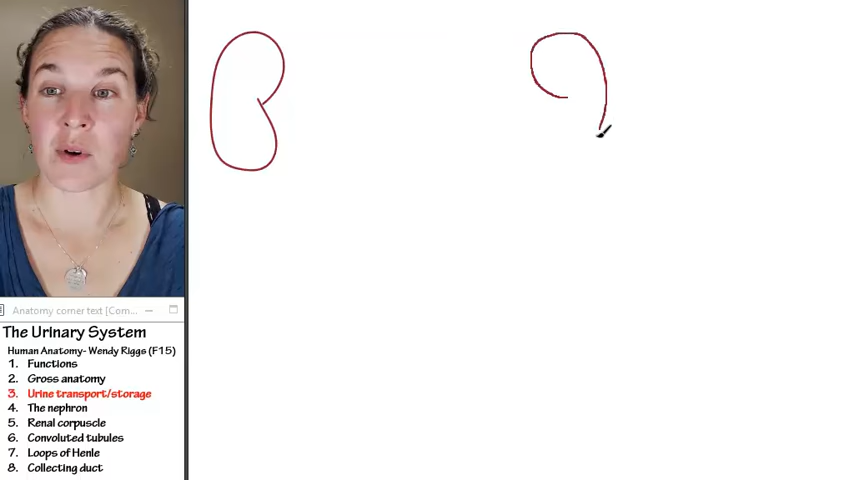 Anatomy corner text [Com...
The Urinary System
Human Anatomy- Wendy Riggs (F15)
1. Functions
2. Gross anatomy
3. Urine transport/storage
4. The nephron
5. Renal corpuscle
6. Convoluted tubules
7. Loops of Henle
8. Collecting duct